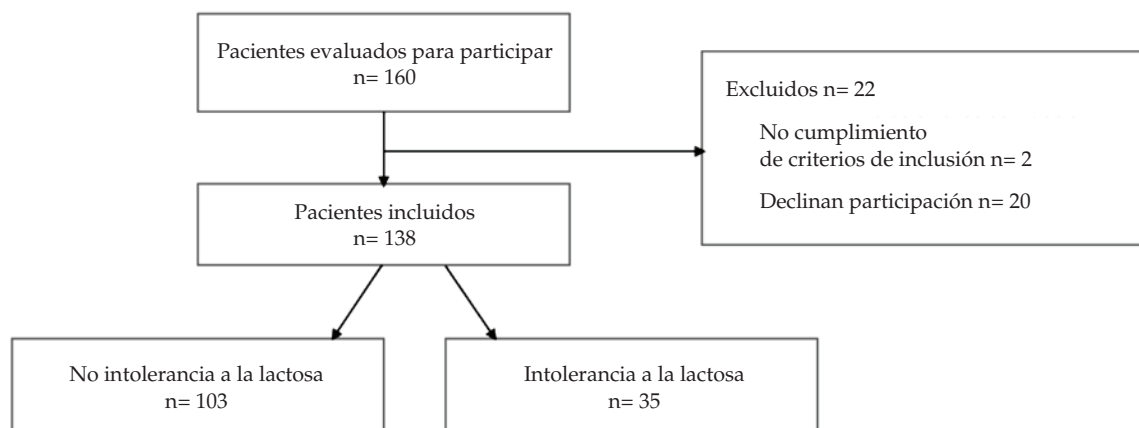 Pacientes evaluados para participar
n= 160
Excluidos n= 22
No cumplimiento
de criterios de inclusión n= 2
Declinan participación n= 20
Pacientes incluidos
n= 138
No intolerancia a la lactosa
n= 103
Intolerancia a la lactosa
n= 35